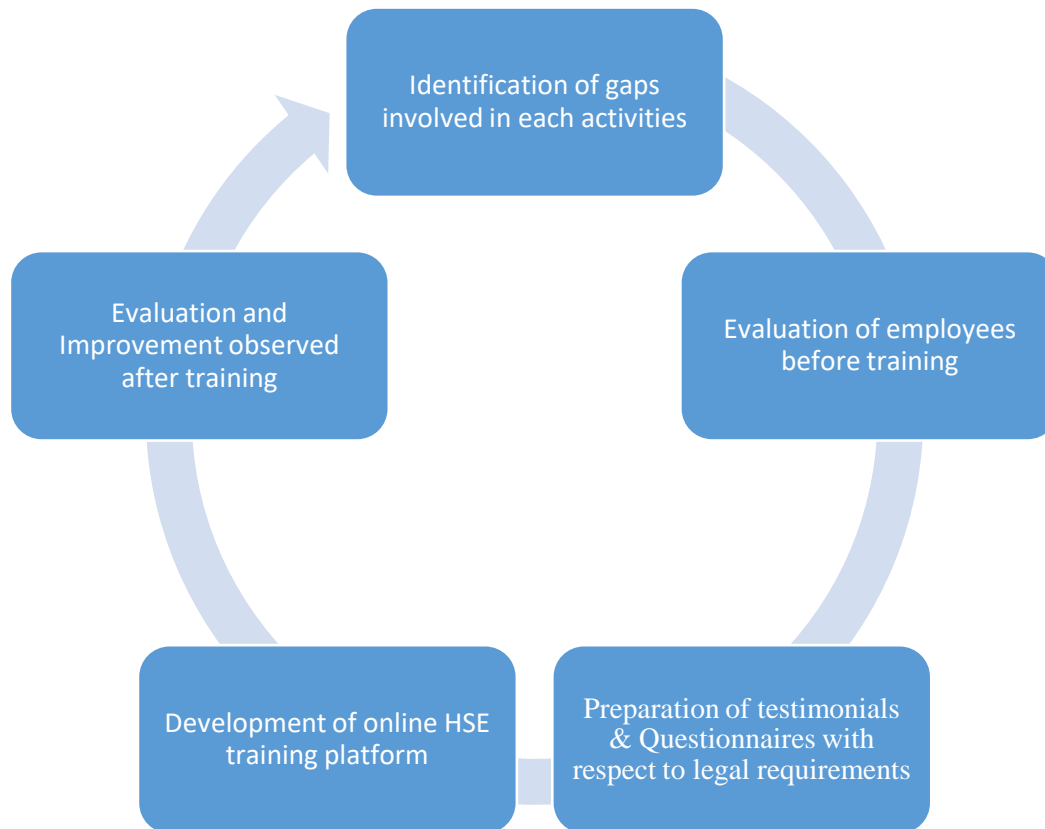 Identification of gaps
involved in each activities
Evaluation of employees
before training
Preparation of testimonials
& Questionnaires with
respect to legal requirements
Development of online HSE
training platform
Evaluation and
Improvement observed
after training